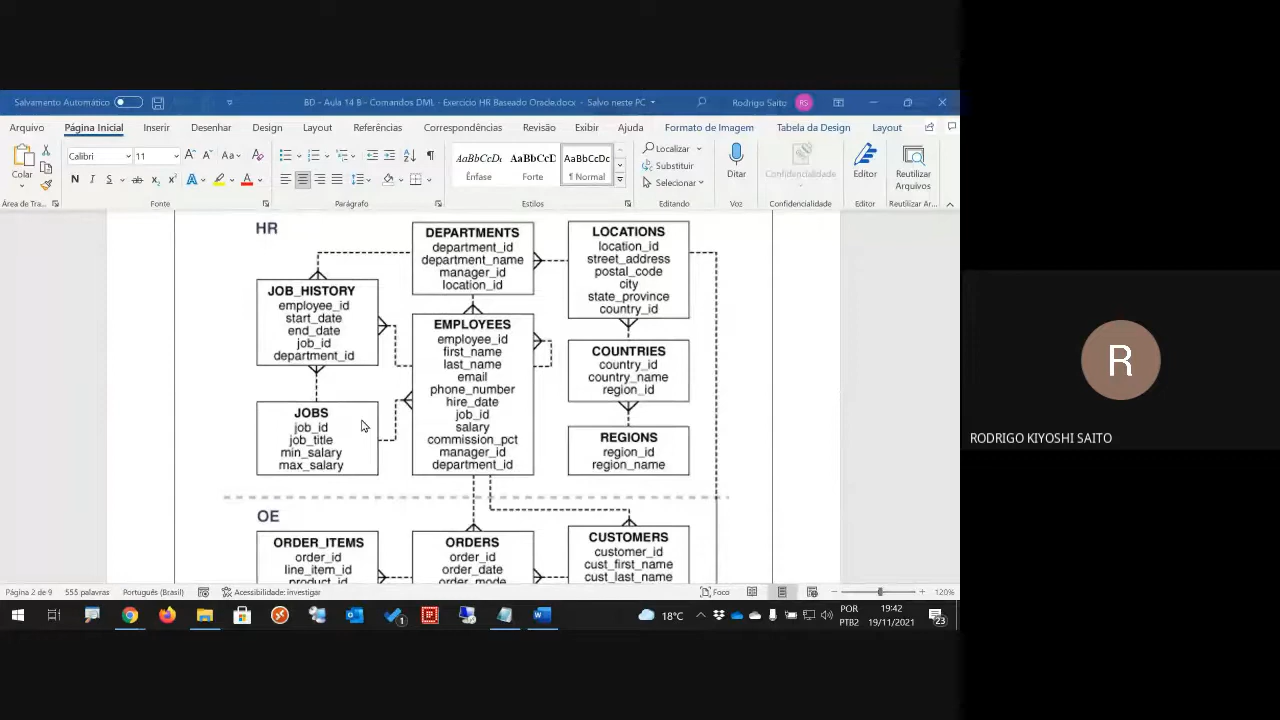 Salvamento Automático
BD - Aula 14 B - Comandos DML - Exercicio HR Baseado Oracle.docx - Salvo neste PC
Rodrigo Saito
RS
Arquivo
Página Inicial
Inserir
Desenhar
Design
Layout
Referências
Correspondências
Revisão
Exibir
Ajuda
Formato de Imagem
Tabela da Design
Layout
Colar
Calibri
11
N I S
AaBbCcDc
AaBbCcD
AaBbCcDc
Ênfase
Forte
¶ Normal
Localizar
Substituir
Selecionar
Ditar
Confidencialidade
Editor
Reutilizar
Arquivos
Área de Tra...
Fonte
Parágrafo
Estilos
Editando
Voz
Confidencialidade
Editor
Reutilizar Ar...
HR
DEPARTMENTS
department_id
department_name
manager_id
location_id
LOCATIONS
location_id
street_address
postal_code
city
state_province
country_id
JOB_HISTORY
employee_id
start_date
end_date
job_id
department_id
EMPLOYEES
employee_id
first_name
last_name
email
phone_number
hire_date
job_id
salary
commission_pct
manager_id
department_id
COUNTRIES
country_id
country_name
region_id
JOBS
job_id
job_title
min_salary
max_salary
REGIONS
region_id
region_name
OE
ORDER_ITEMS
order_id
line_item_id
product_id
ORDERS
order_id
order_date
order_mode
CUSTOMERS
customer_id
cust_first_name
cust_last_name
R
RODRIGO KIYOSHI SAITO
Página 2 de 9
555 palavras
Português (Brasil)
Acessibilidade: investigar
Foco
120%
18°C
POR
PTB2
19:42
19/11/2021
23